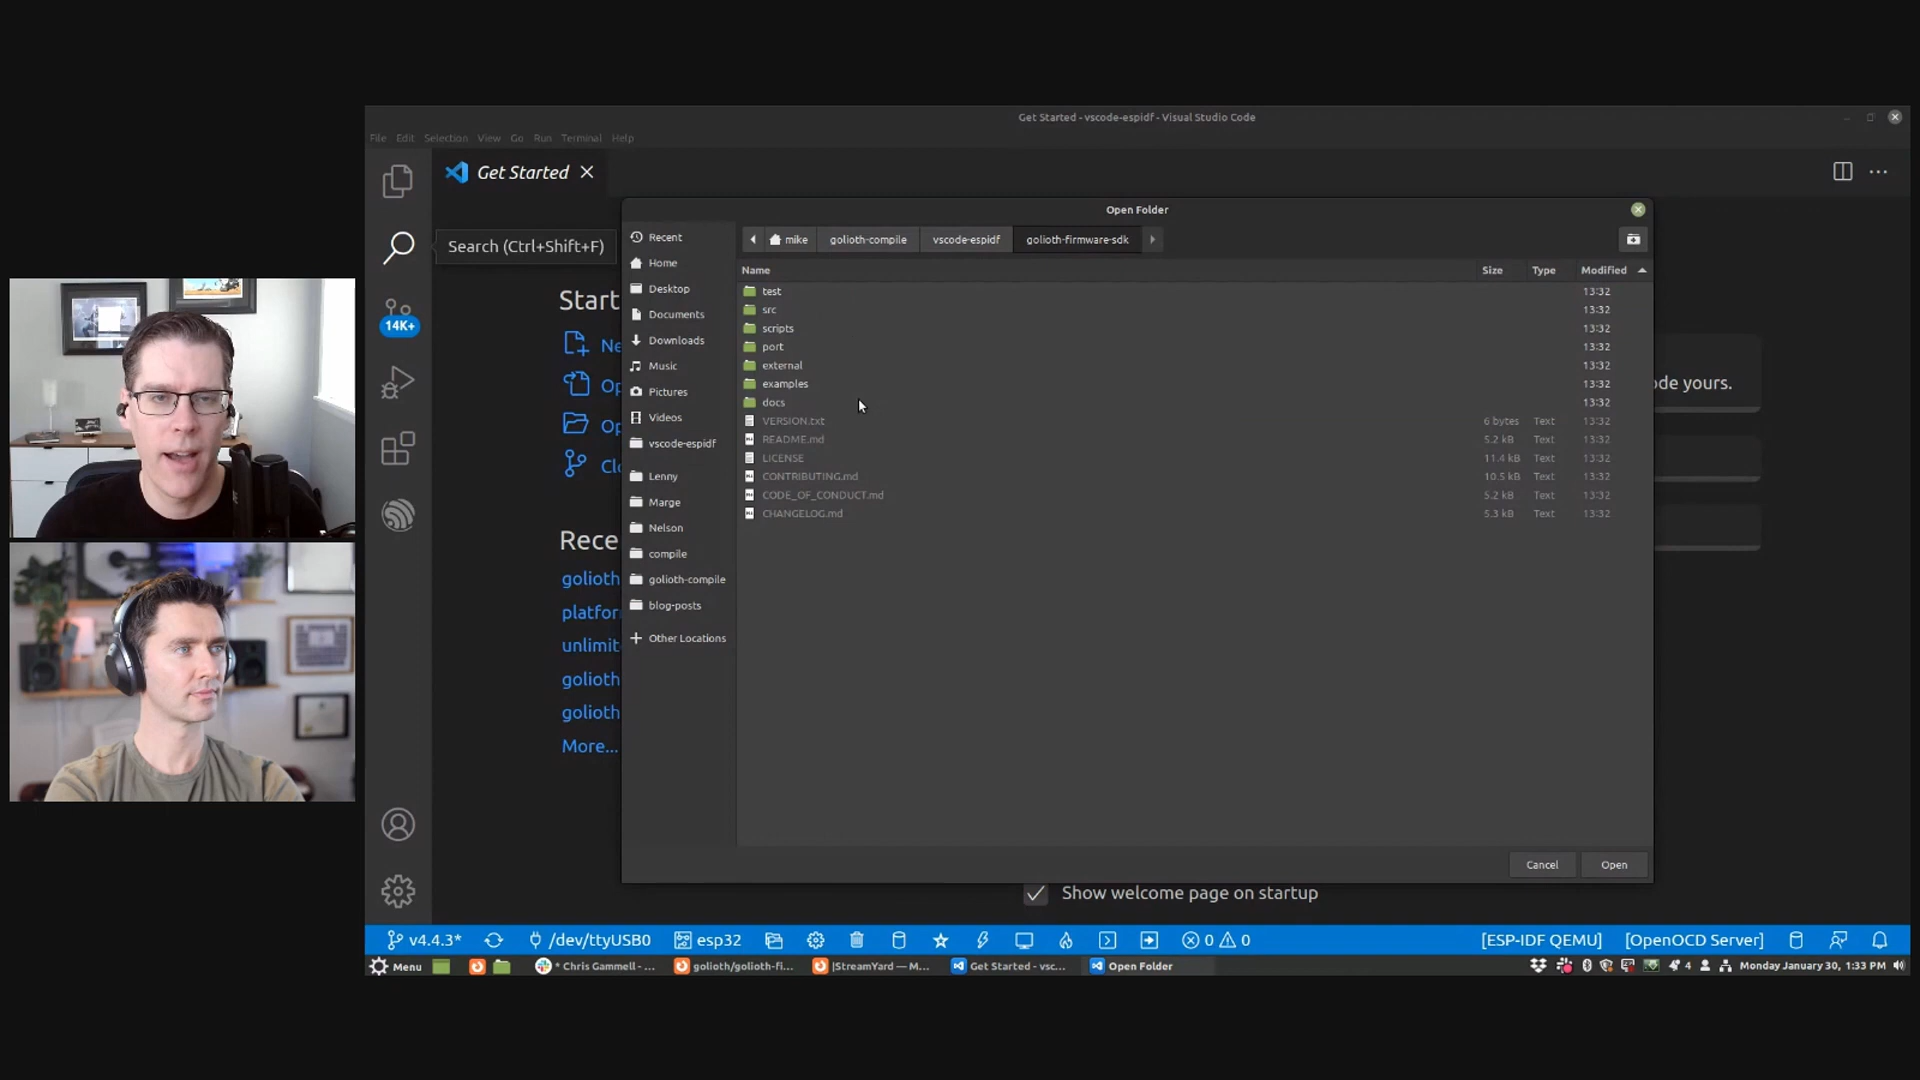 Get Started - vscode-espidf - Visual Studio Code
File Edit Selection View Go Run Terminal Help
Get Started
Search (Ctrl+Shift+F)
14K+
Start
Ne
Op
Op
Clo
Rece
golioth
platfor
unlimit
golioth
golioth
More...
Open Folder
Recent
Home
Desktop
Documents
Downloads
Music
Pictures
Videos
vscode-espidf
Lenny
Marge
Nelson
compile
golioth-compile
blog-posts
Other Locations
mike golioth-compile vscode-espidf golioth-firmware-sdk
Name Size Type Modified
test 13:32
src 13:32
scripts 13:32
port 13:32
external 13:32
examples 13:32
docs 13:32
VERSION.txt 6 bytes Text 13:32
README.md 5.2 kB Text 13:32
LICENSE 11.4 kB Text 13:32
CONTRIBUTING.md 10.5 kB Text 13:32
CODE_OF_CONDUCT.md 5.2 kB Text 13:32
CHANGELOG.md 5.3 kB Text 13:32
ode yours.
Cancel Open
Show welcome page on startup
v4.4.3* /dev/ttyUSB0 esp32 0 0 [ESP-IDF QEMU] [OpenOCD Server]
Menu * Chris Gammell - ... golioth/golioth-fi... |StreamYard — M... Get Started - vsc... Open Folder 4 Monday January 30, 1:33 PM